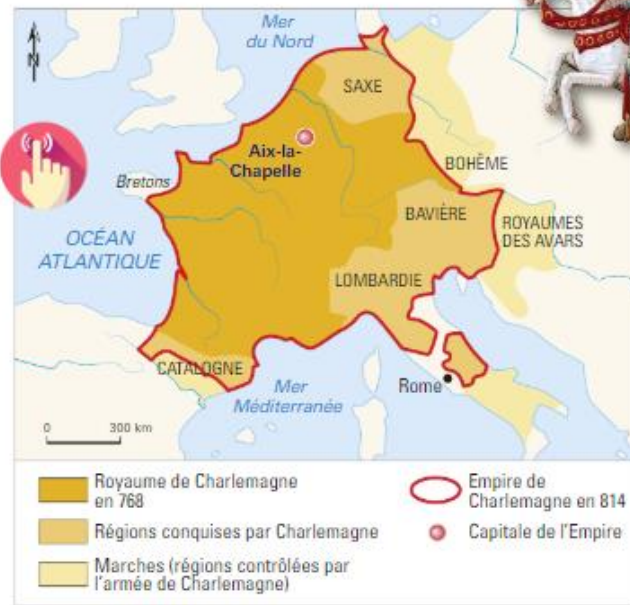 Mer
du Nord
N
SAXE
Aix-la-
Chapelle
BOHÊME
Bretons
BAVIÈRE
ROYAUMES
DES AVARS
OCÉAN
ATLANTIQUE
LOMBARDIE
CATALOGNE
Rome
Mer
Méditerranée
0 300 km
Royaume de Charlemagne
en 768
Régions conquises par Charlemagne
Marches (régions contrôlées par
l'armée de Charlemagne)
Empire de
Charlemagne en 814
Capitale de l'Empire